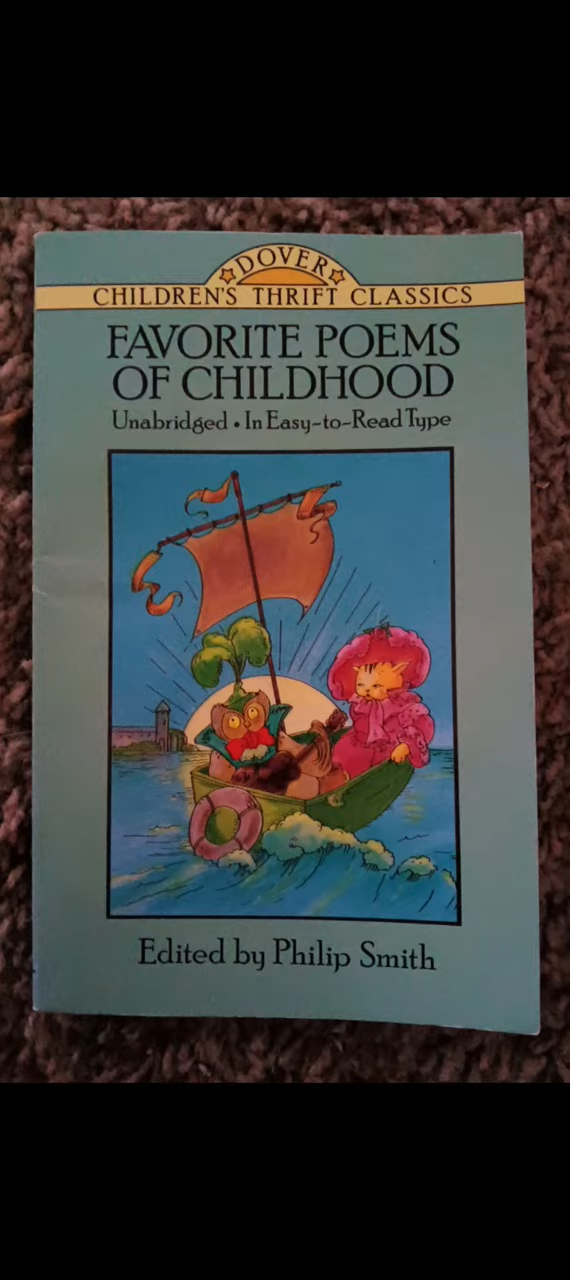 DOVER
CHILDREN'S THRIFT CLASSICS
FAVORITE POEMS
OF CHILDHOOD
Unabridged • In Easy-to-Read Type
Edited by Philip Smith